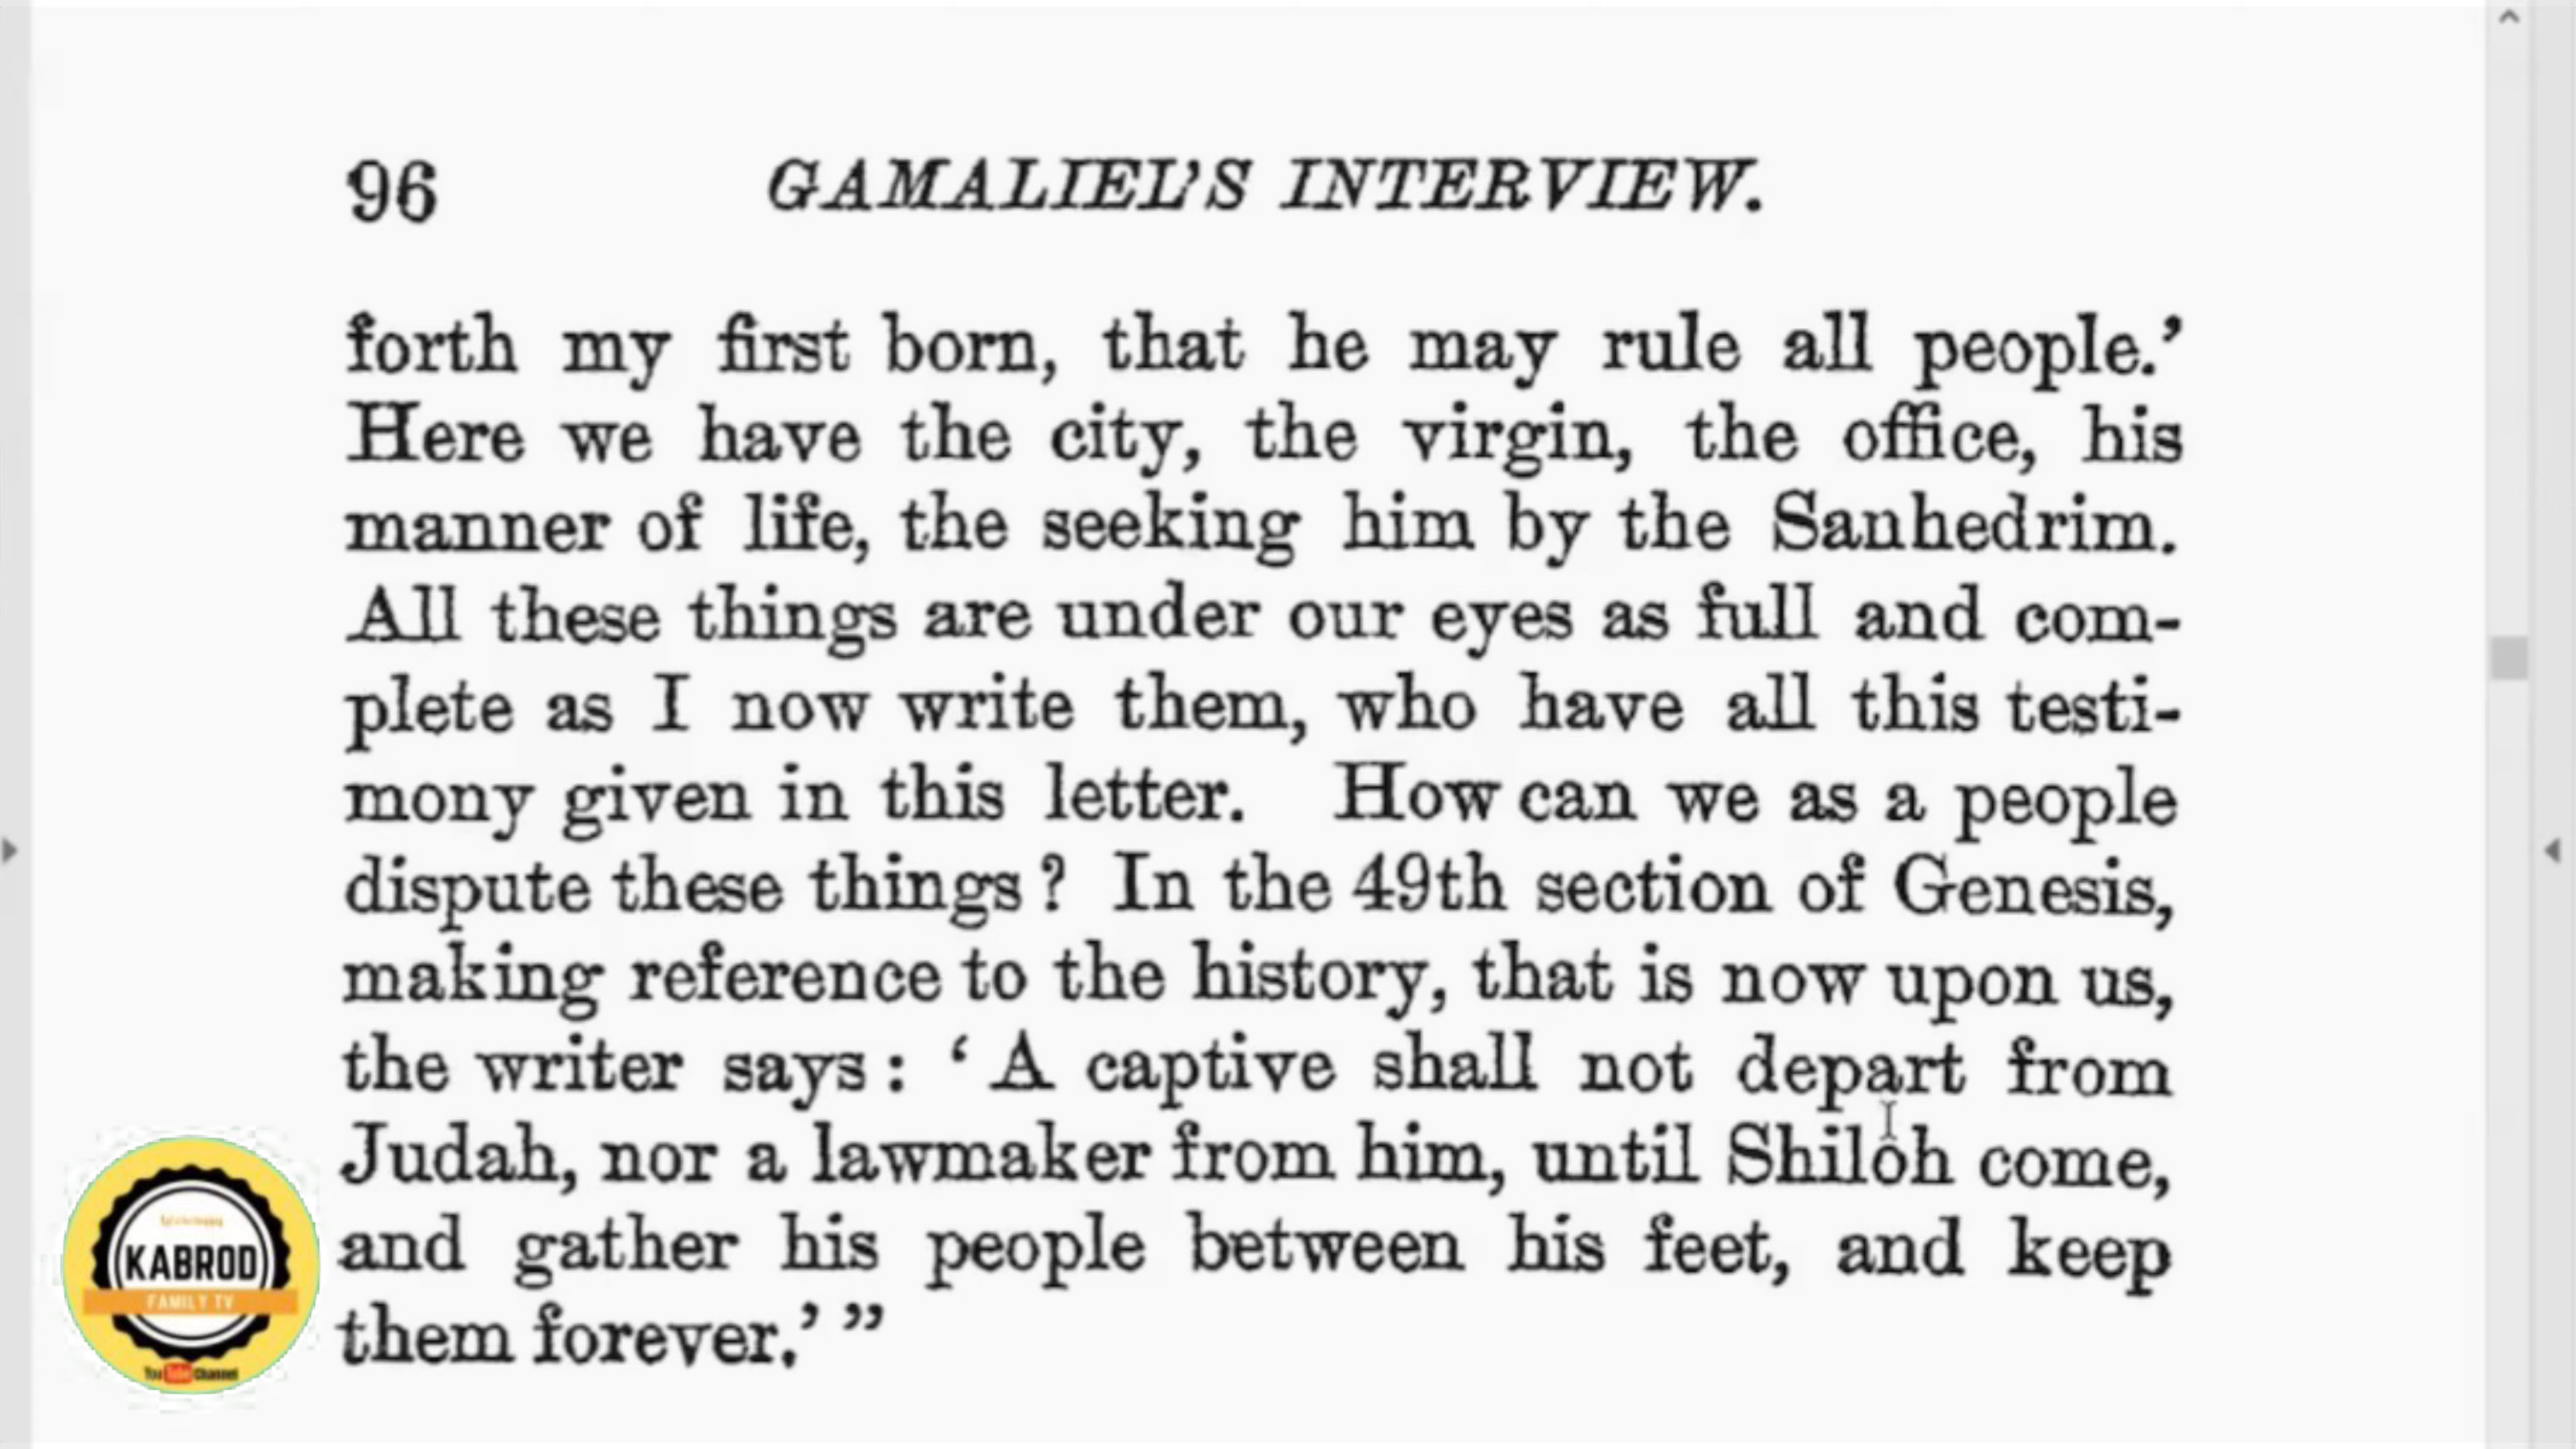 96 GAMALIEL'S INTERVIEW.
forth my first born, that he may rule all people.'
Here we have the city, the virgin, the office, his
manner of life, the seeking him by the Sanhedrim.
All these things are under our eyes as full and com-
plete as I now write them, who have all this testi-
mony given in this letter. How can we as a people
dispute these things? In the 49th section of Genesis,
making reference to the history, that is now upon us,
the writer says: ‘A captive shall not depart from
Judah, nor a lawmaker from him, until Shiloh come,
and gather his people between his feet, and keep
them forever.’”
KABROD
FAMILY TV
YouTube Channel